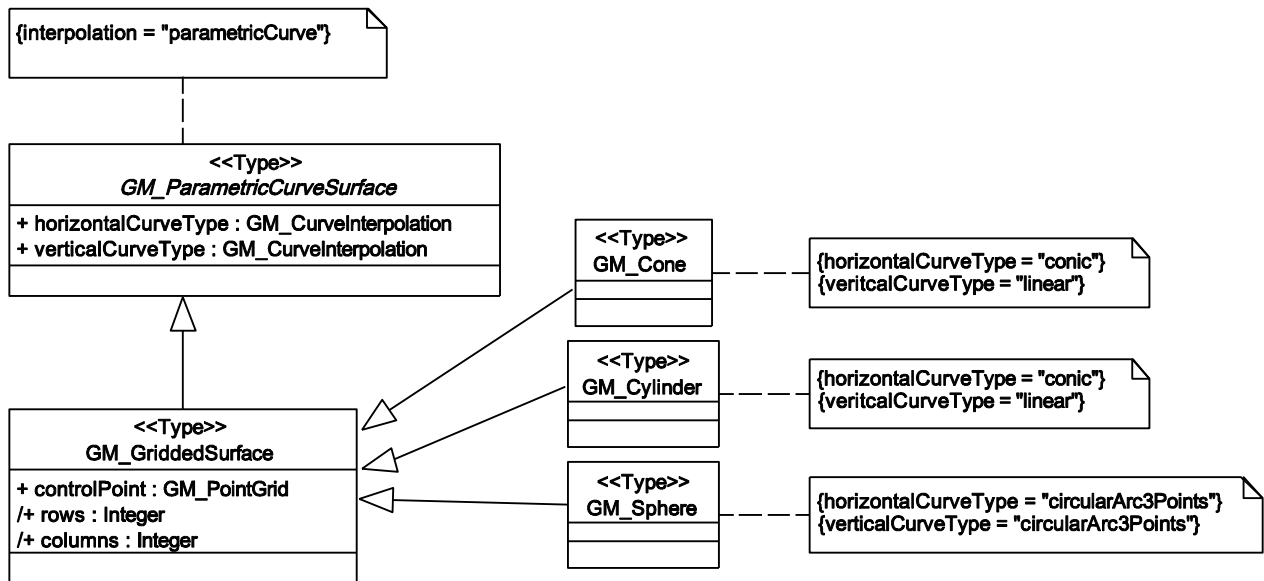 {interpolation = "parametricCurve"}
<<Type>>
GM_ParametricCurveSurface
+ horizontalCurveType : GM_CurveInterpolation
+ verticalCurveType : GM_CurveInterpolation
<<Type>>
GM_Cone
{horizontalCurveType = "conic"}
{veritcalCurveType = "linear"}
<<Type>>
GM_Cylinder
{horizontalCurveType = "conic"}
{veritcalCurveType = "linear"}
<<Type>>
GM_GriddedSurface
+ controlPoint : GM_PointGrid
/+ rows : Integer
/+ columns : Integer
<<Type>>
GM_Sphere
{horizontalCurveType = "circularArc3Points"}
{verticalCurveType = "circularArc3Points"}